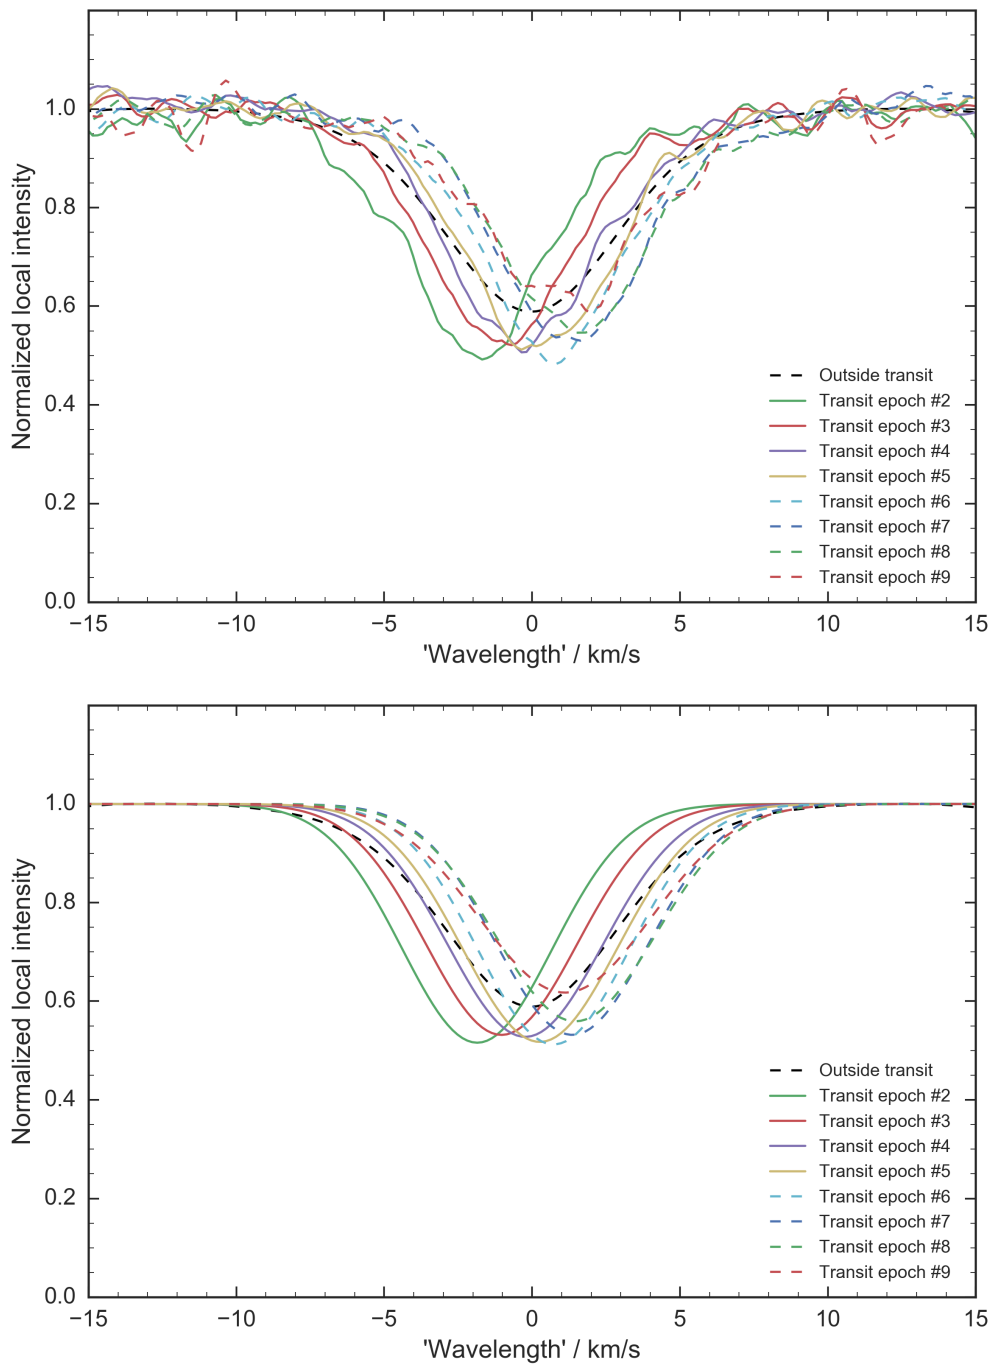 Normalized local intensity
1.0
0.8
0.6
0.4
0.2
0.0
Outside transit
Transit epoch #2
Transit epoch #3
Transit epoch #4
Transit epoch #5
Transit epoch #6
Transit epoch #7
Transit epoch #8
Transit epoch #9
−15 −10 −5 0 5 10 15
'Wavelength' / km/s
Normalized local intensity
1.0
0.8
0.6
0.4
0.2
0.0
Outside transit
Transit epoch #2
Transit epoch #3
Transit epoch #4
Transit epoch #5
Transit epoch #6
Transit epoch #7
Transit epoch #8
Transit epoch #9
−15 −10 −5 0 5 10 15
'Wavelength' / km/s